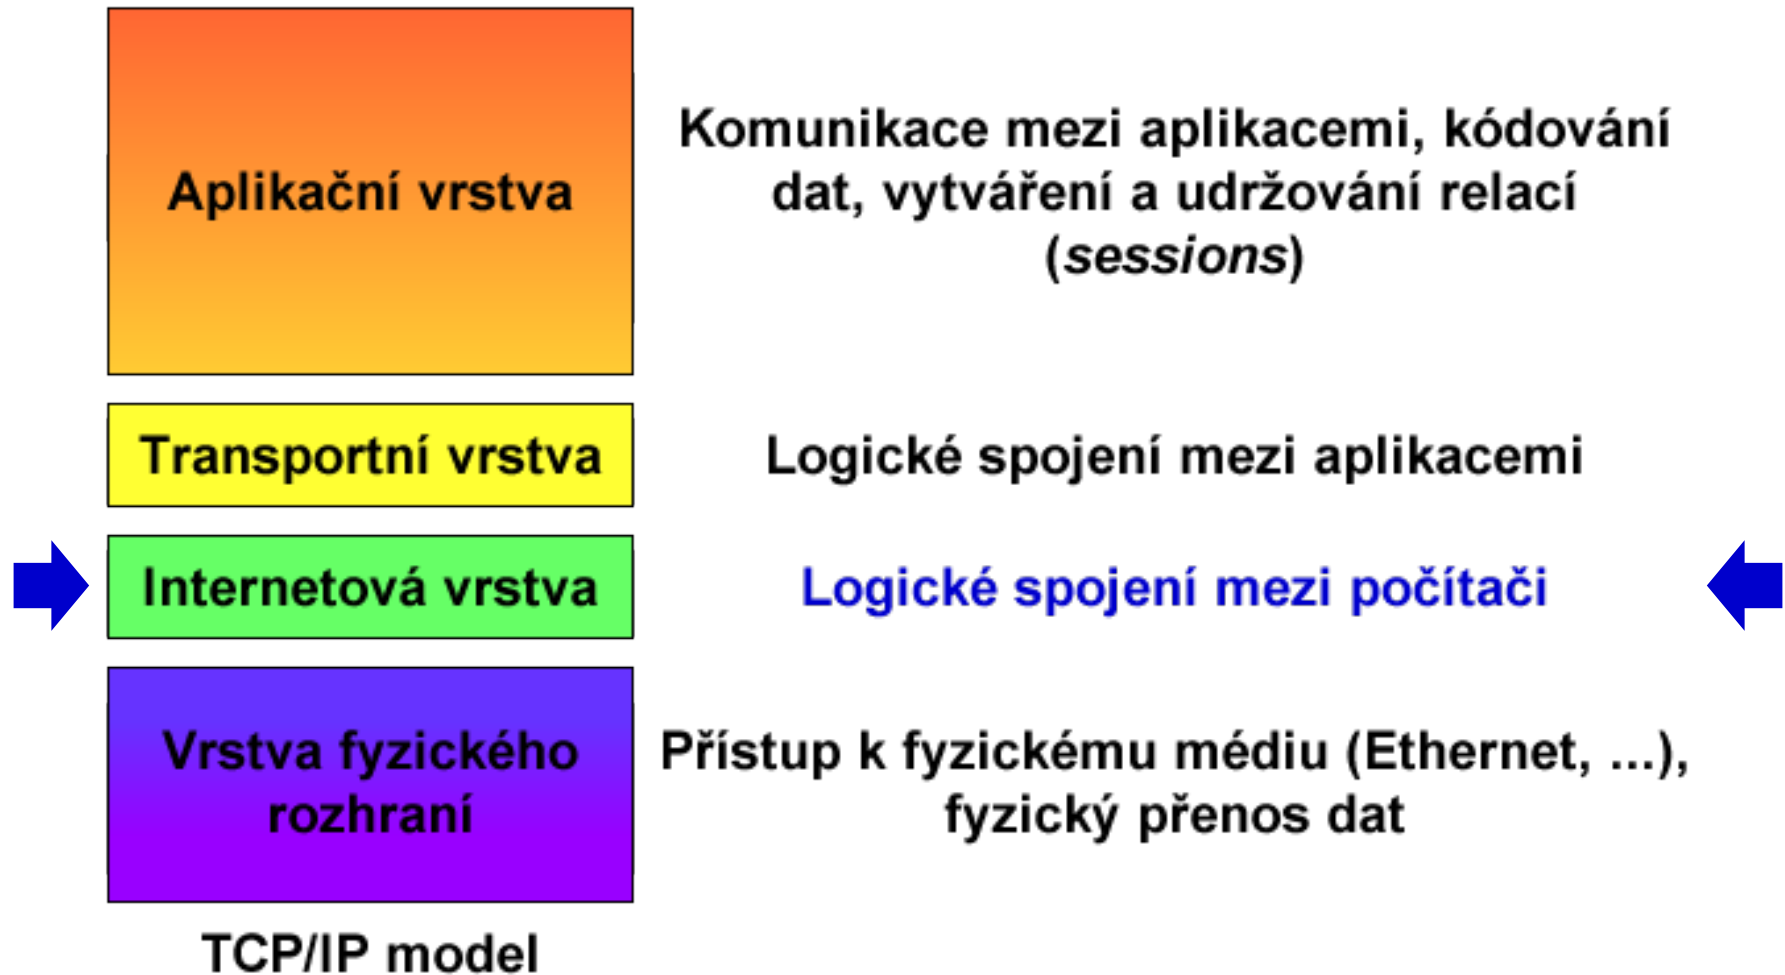 Aplikační vrstva
Komunikace mezi aplikacemi, kódování
dat, vytváření a udržování relací
(sessions)
Transportní vrstva
Logické spojení mezi aplikacemi
Internetová vrstva
Logické spojení mezi počítači
Vrstva fyzického
rozhraní
Přístup k fyzickému médiu (Ethernet, ...),
fyzický přenos dat
TCP/IP model